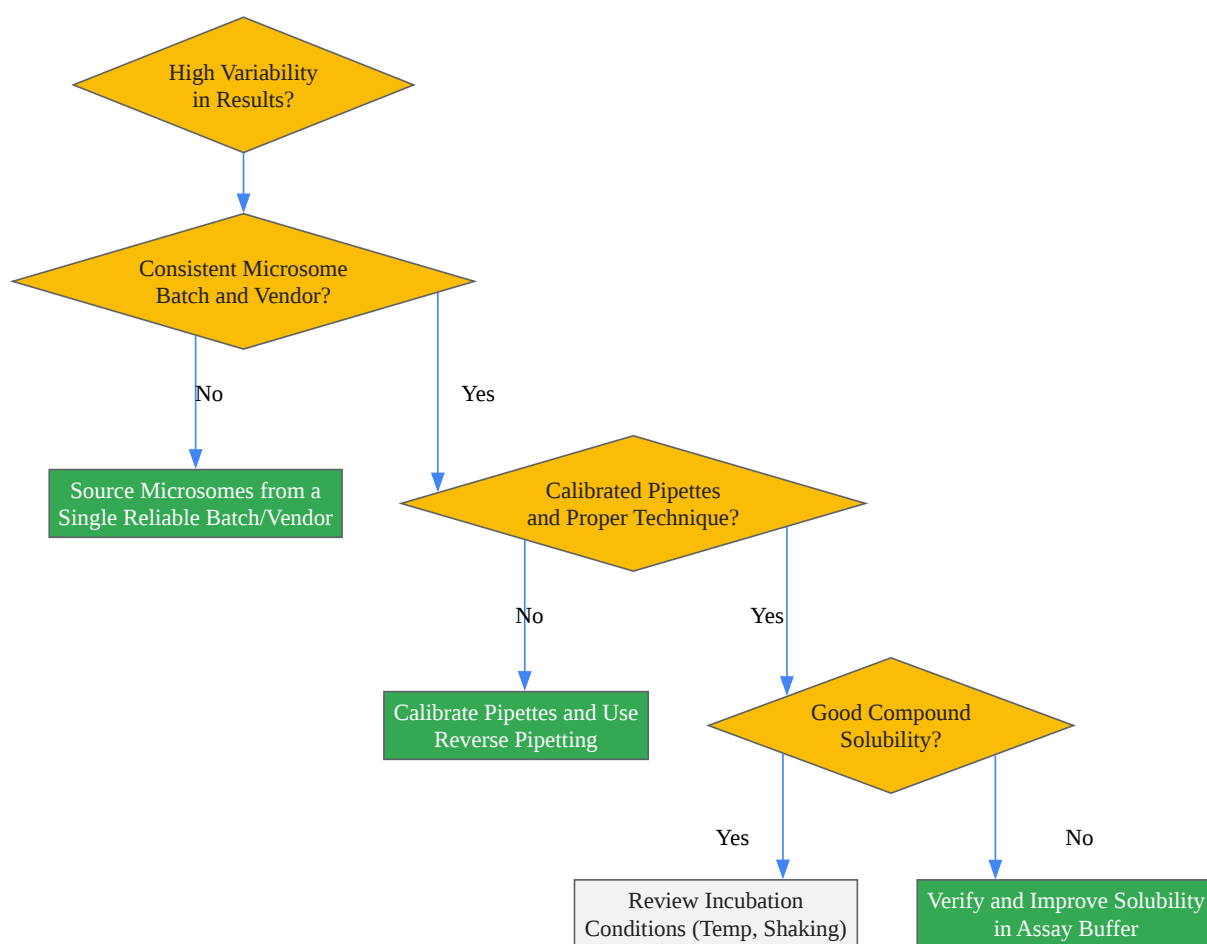 High Variability
in Results?
Consistent Microsome
Batch and Vendor?
No
Yes
Source Microsomes from a
Single Reliable Batch/Vendor
Calibrated Pipettes
and Proper Technique?
No
Yes
Calibrate Pipettes and Use
Reverse Pipetting
Good Compound
Solubility?
Yes
No
Review Incubation
Conditions (Temp, Shaking)
Verify and Improve Solubility
in Assay Buffer